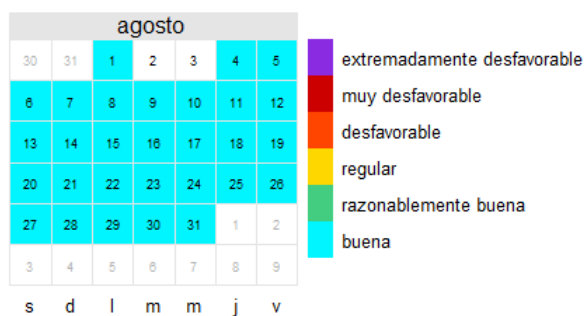 agosto
30 31 1 2 3 4 5
6 7 8 9 10 11 12
13 14 15 16 17 18 19
20 21 22 23 24 25 26
27 28 29 30 31 1 2
3 4 5 6 7 8 9
s d l m m j v
extremadamente desfavorable
muy desfavorable
desfavorable
regular
razonablemente buena
buena